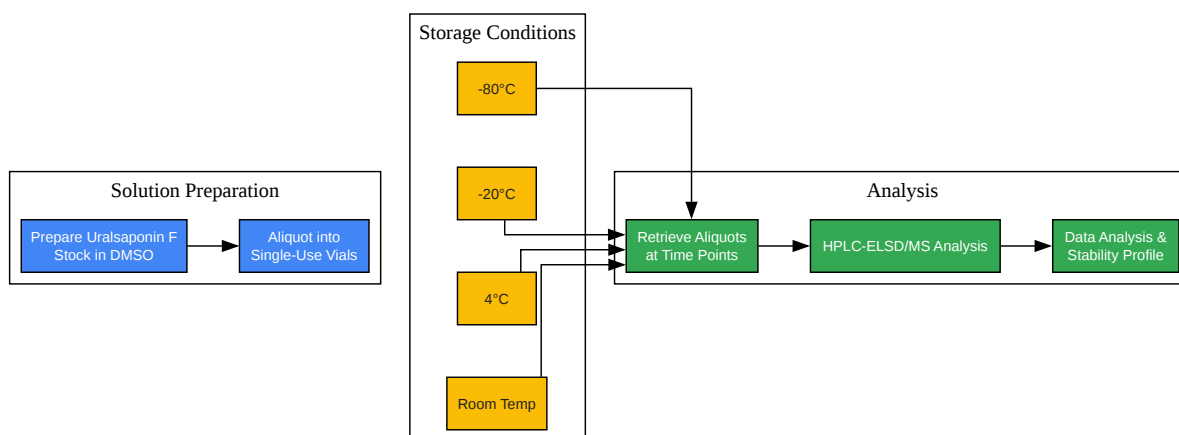 Solution Preparation
Prepare Uralsaponin F
Stock in DMSO
Aliquot into
Single-Use Vials
Storage Conditions
-80°C
-20°C
4°C
Room Temp
Analysis
Retrieve Aliquots
at Time Points
HPLC-ELSD/MS Analysis
Data Analysis &
Stability Profile